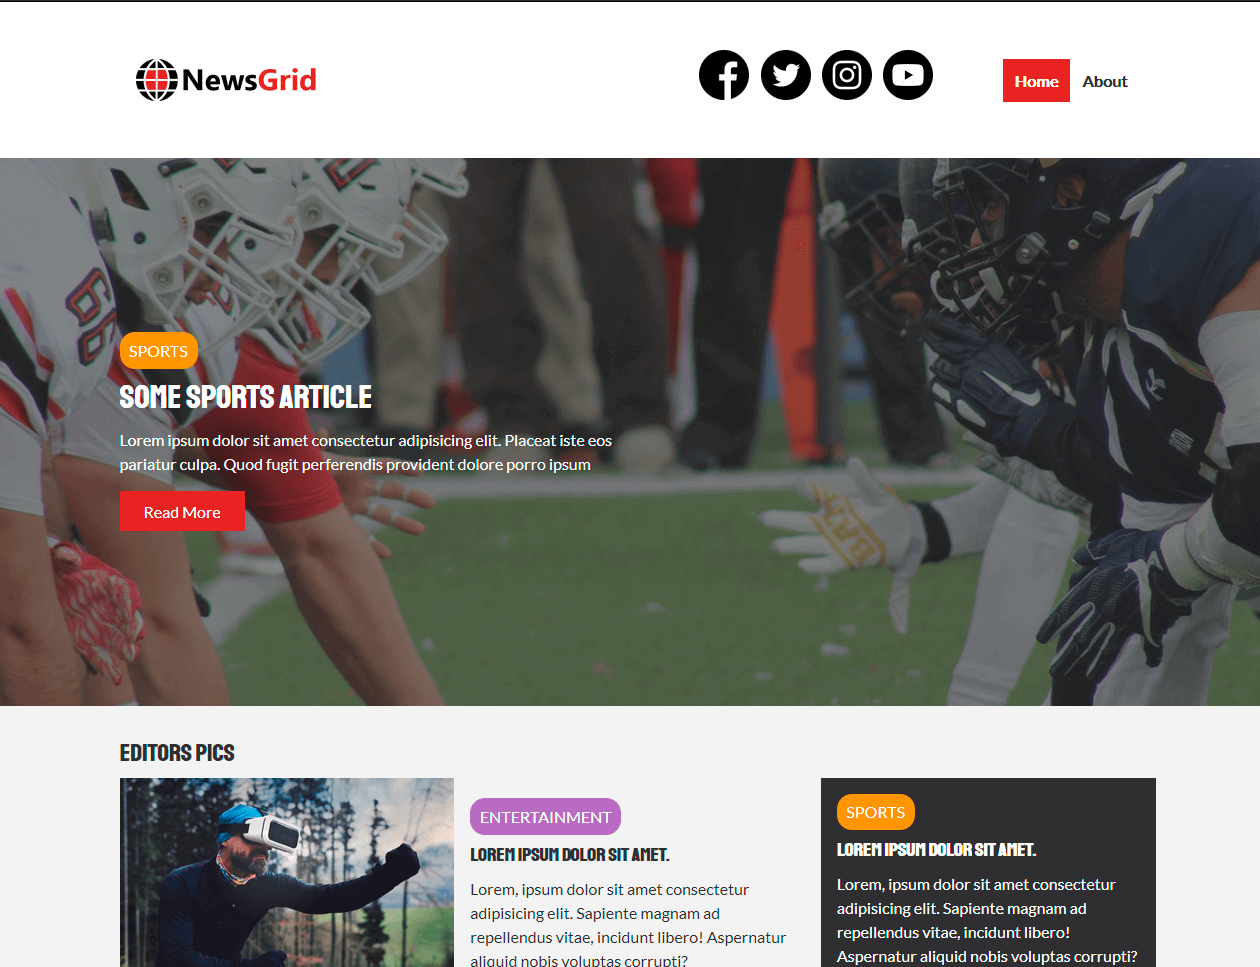 NewsGrid
Home
About
SPORTS
SOME SPORTS ARTICLE
Lorem ipsum dolor sit amet consectetur adipisicing elit. Placeat iste eos
pariatur culpa. Quod fugit perferendis provident dolore porro ipsum
Read More
EDITORS PICS
ENTERTAINMENT
LOREM IPSUM DOLOR SIT AMET.
Lorem, ipsum dolor sit amet consectetur
adipisicing elit. Sapiente magnam ad
repellendus vitae, incidunt libero! Aspernatur
aliquid nobis voluptas corrupti?
SPORTS
LOREM IPSUM DOLOR SIT AMET.
Lorem, ipsum dolor sit amet consectetur
adipisicing elit. Sapiente magnam ad
repellendus vitae, incidunt libero!
Aspernatur aliquid nobis voluptas corrupti?